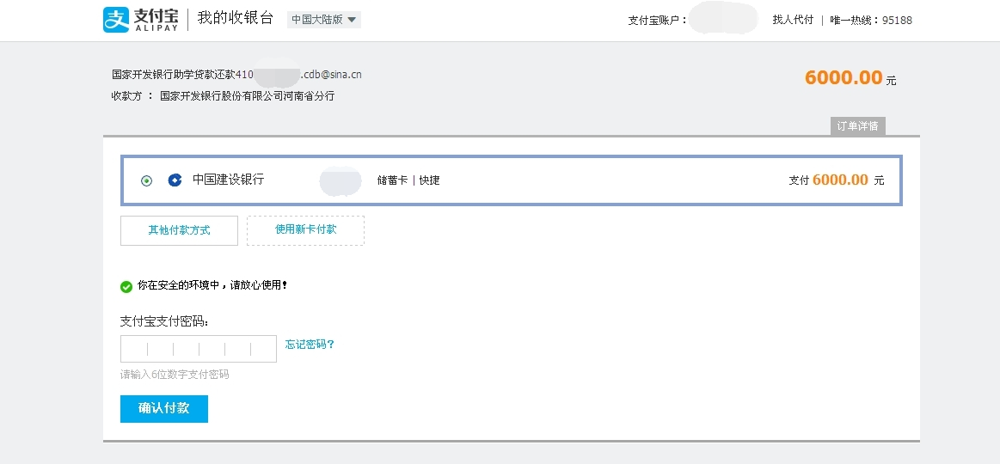 支付宝 ALIPAY 我的收银台 中国大陆版 支付宝账户： 找人代付 | 唯一热线：95188
国家开发银行助学贷款还款410 .cdb@sina.cn 6000.00 元
收款方 ： 国家开发银行股份有限公司河南省分行
订单详情
中国建设银行 储蓄卡 | 快捷 支付 6000.00 元
其他付款方式 使用新卡付款
你在安全的环境中，请放心使用！
支付宝支付密码：
忘记密码？
请输入6位数字支付密码
确认付款